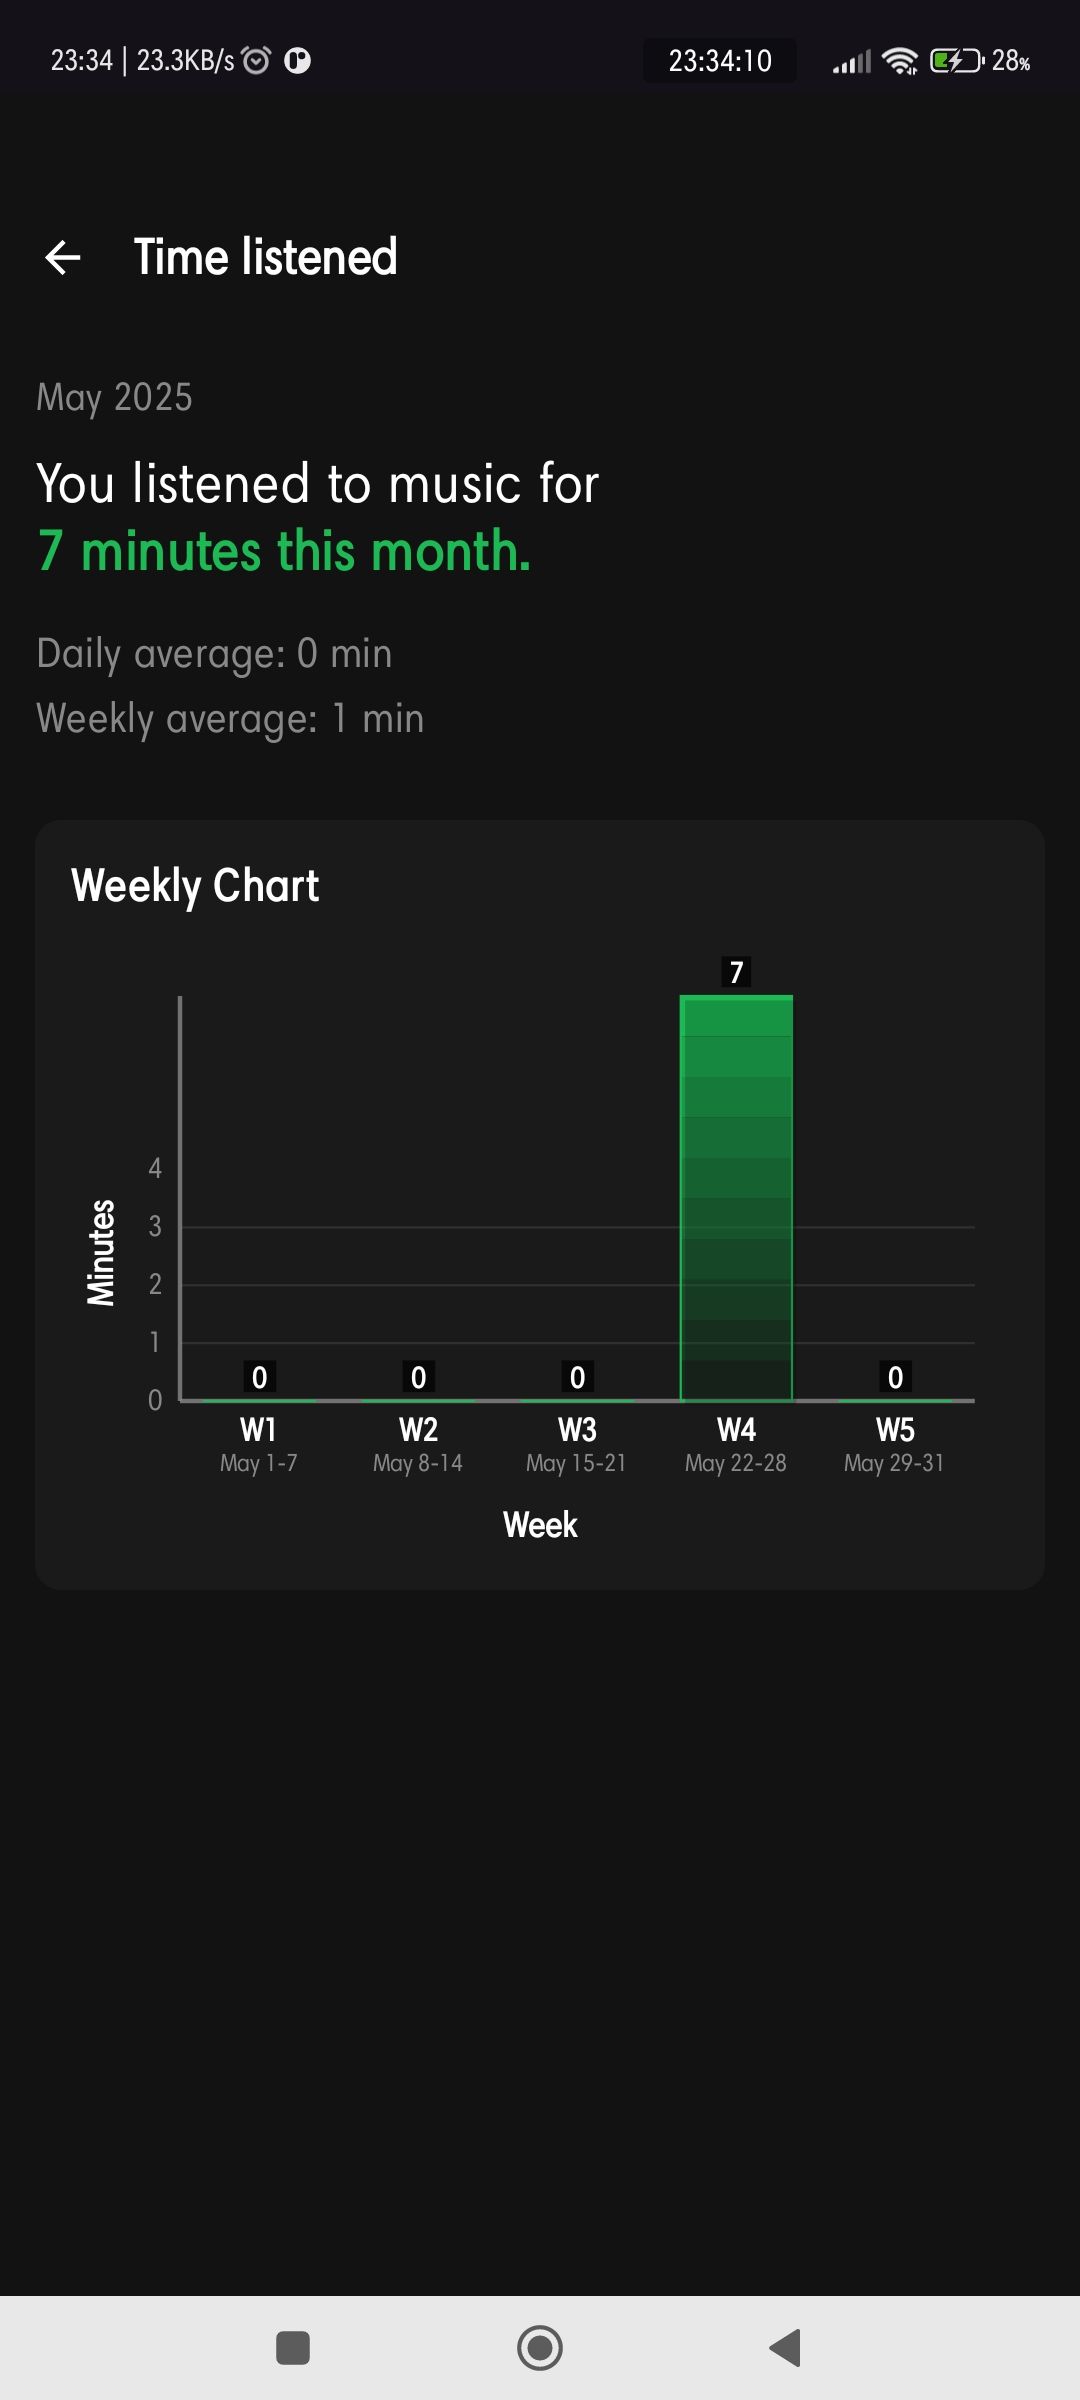 23:34 | 23.3KB/s
23:34:10
28%
Time listened
May 2025
You listened to music for
7 minutes this month.
Daily average: 0 min
Weekly average: 1 min
Weekly Chart
7
4
3
2
1
0
Minutes
0 0 0 0
W1 W2 W3 W4 W5
May 1-7 May 8-14 May 15-21 May 22-28 May 29-31
Week